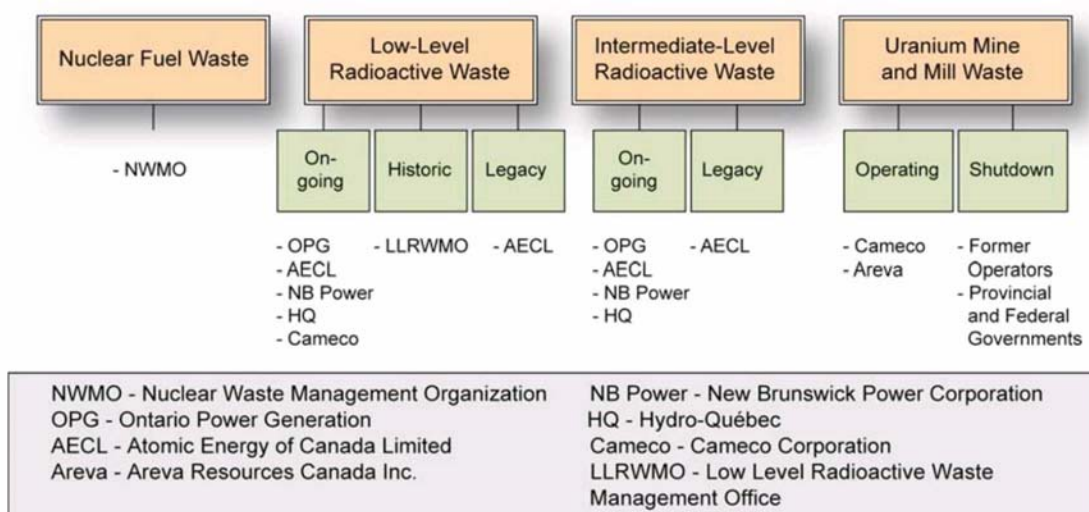 Nuclear Fuel Waste
- NWMO
Low-Level
Radioactive Waste
On-
going
- OPG
- AECL
- NB Power
- HQ
- Cameco
Historic
- LLRWMO
Legacy
- AECL
Intermediate-Level
Radioactive Waste
On-
going
- OPG
- AECL
- NB Power
- HQ
Legacy
- AECL
Uranium Mine
and Mill Waste
Operating
- Cameco
- Areva
Shutdown
- Former
Operators
- Provincial
and Federal
Governments
NWMO - Nuclear Waste Management Organization
OPG - Ontario Power Generation
AECL - Atomic Energy of Canada Limited
Areva - Areva Resources Canada Inc.
NB Power - New Brunswick Power Corporation
HQ - Hydro-Québec
Cameco - Cameco Corporation
LLRWMO - Low Level Radioactive Waste
Management Office